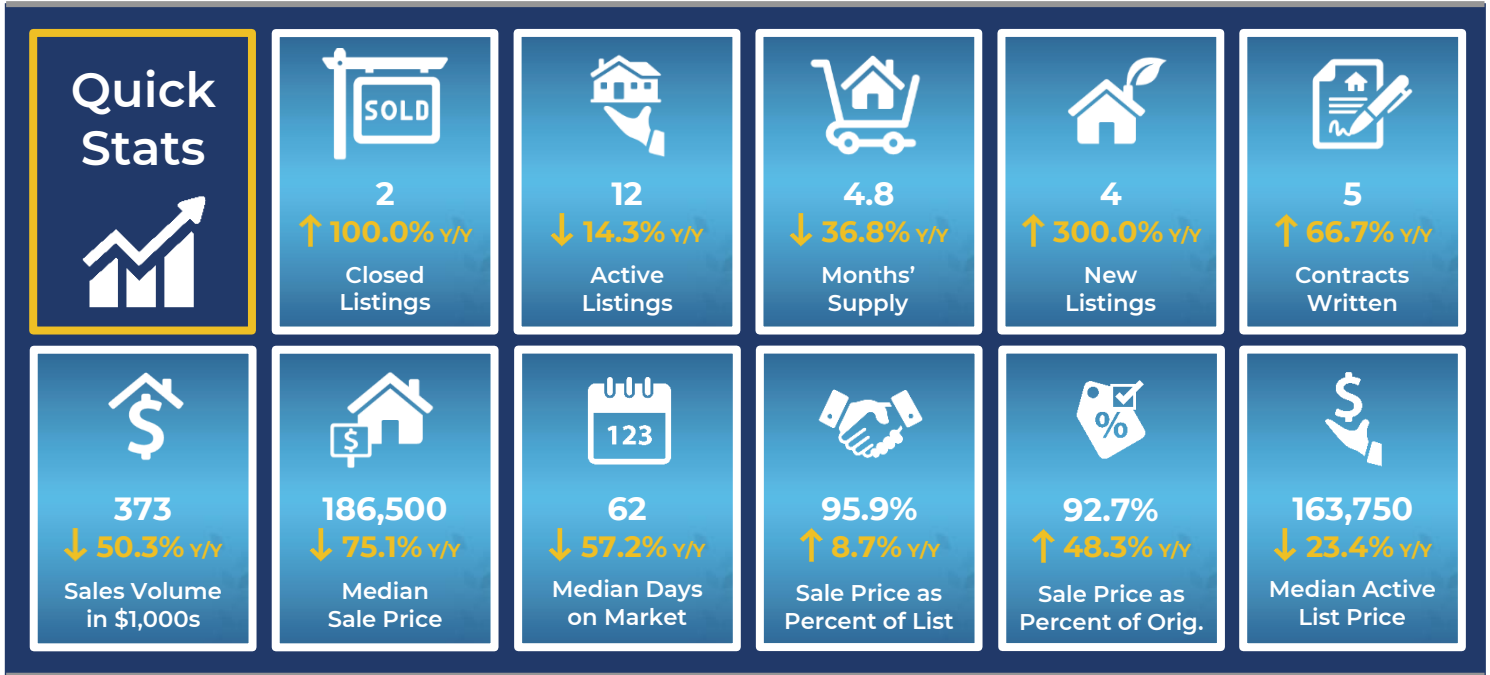 Quick
Stats
SOLD
2
↑ 100.0% Y/Y
Closed
Listings
12
↓ 14.3% Y/Y
Active
Listings
4.8
↓ 36.8% Y/Y
Months’
Supply
4
↑ 300.0% Y/Y
New
Listings
5
↑ 66.7% Y/Y
Contracts
Written
$
373
↓ 50.3% Y/Y
Sales Volume
in $1,000s
$
186,500
↓ 75.1% Y/Y
Median
Sale Price
123
62
↓ 57.2% Y/Y
Median Days
on Market
95.9%
↑ 8.7% Y/Y
Sale Price as
Percent of List
%
92.7%
↑ 48.3% Y/Y
Sale Price as
Percent of Orig.
$
163,750
↓ 23.4% Y/Y
Median Active
List Price